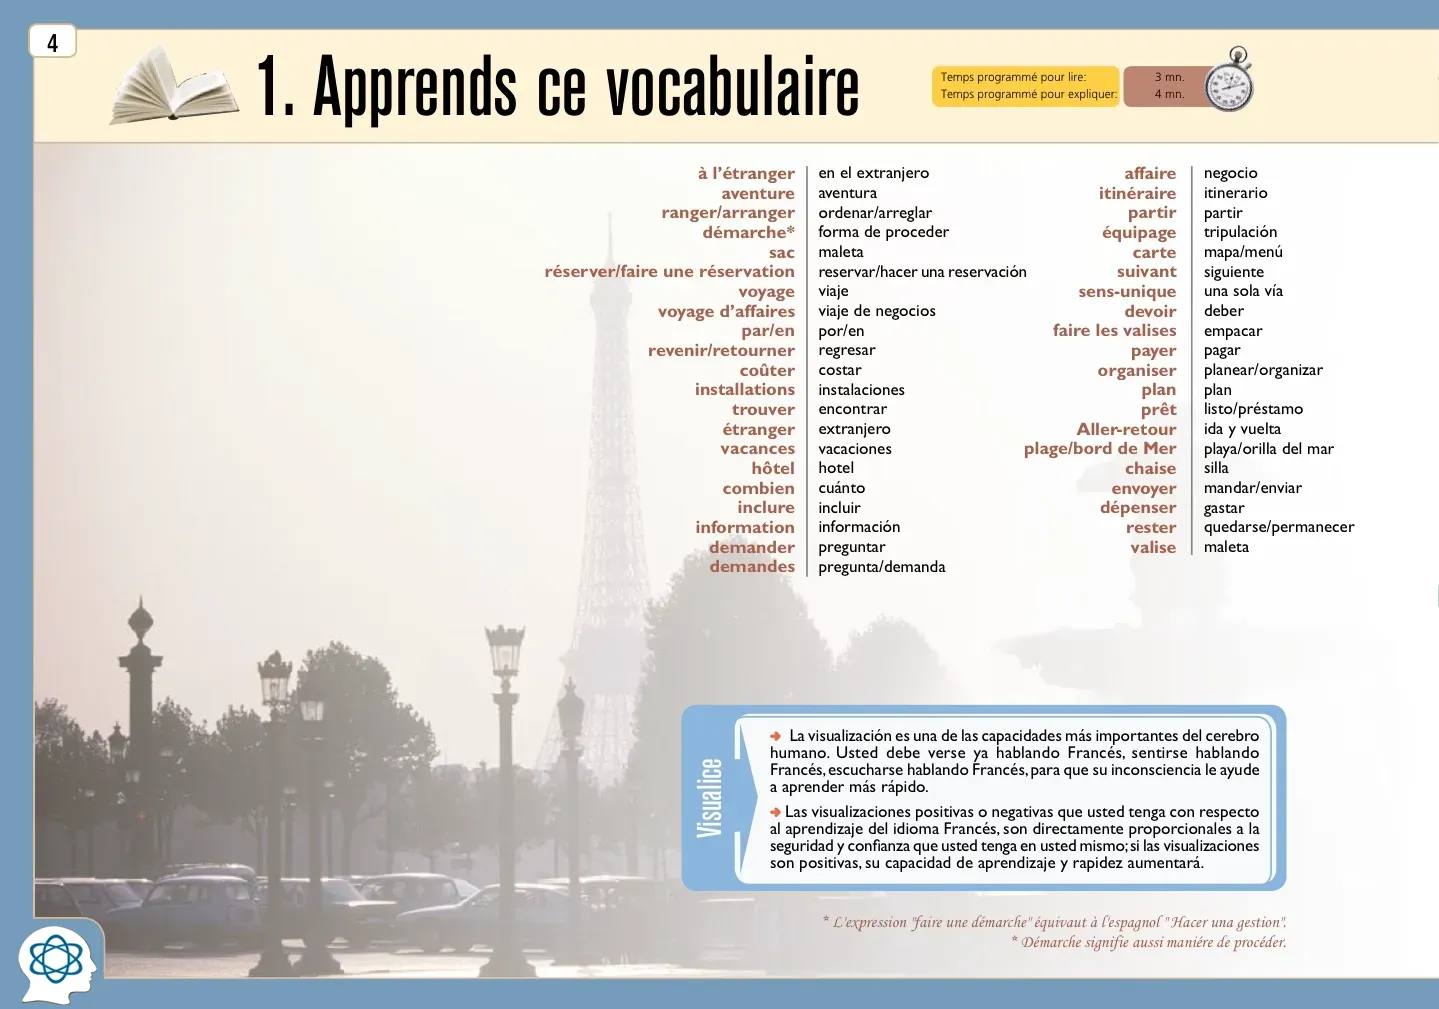 4
1. Apprends ce vocabulaire
Temps programmé pour lire: 3 mn.
Temps programmé pour expliquer: 4 mn.
à l’étranger en el extranjero
aventure aventura
ranger/arranger ordenar/arreglar
démarche* forma de proceder
sac maleta
réserver/faire une réservation reservar/hacer una reservación
voyage viaje
voyage d’affaires viaje de negocios
par/en por/en
revenir/retourner regresar
coûter costar
installations instalaciones
trouver encontrar
étranger extranjero
vacances vacaciones
hôtel hotel
combien cuánto
inclure incluir
information información
demander preguntar
demandes pregunta/demanda
affaire negocio
itinéraire itinerario
partir partir
équipage tripulación
carte mapa/menú
suivant siguiente
sens-unique una sola vía
devoir deber
faire les valises empacar
payer pagar
organiser planear/organizar
plan plan
prêt listo/préstamo
Aller-retour ida y vuelta
plage/bord de Mer playa/orilla del mar
chaise silla
envoyer mandar/enviar
dépenser gastar
rester quedarse/permanecer
valise maleta
Visualice
La visualización es una de las capacidades más importantes del cerebro
humano. Usted debe verse ya hablando Francés, sentirse hablando
Francés, escucharse hablando Francés, para que su inconsciencia le ayude
a aprender más rápido.
Las visualizaciones positivas o negativas que usted tenga con respecto
al aprendizaje del idioma Francés, son directamente proporcionales a la
seguridad y confianza que usted tenga en usted mismo; si las visualizaciones
son positivas, su capacidad de aprendizaje y rapidez aumentará.
* L'expression "faire une démarche" équivaut à l'espagnol " Hacer una gestion".
* Démarche signifie aussi maniére de procéder.